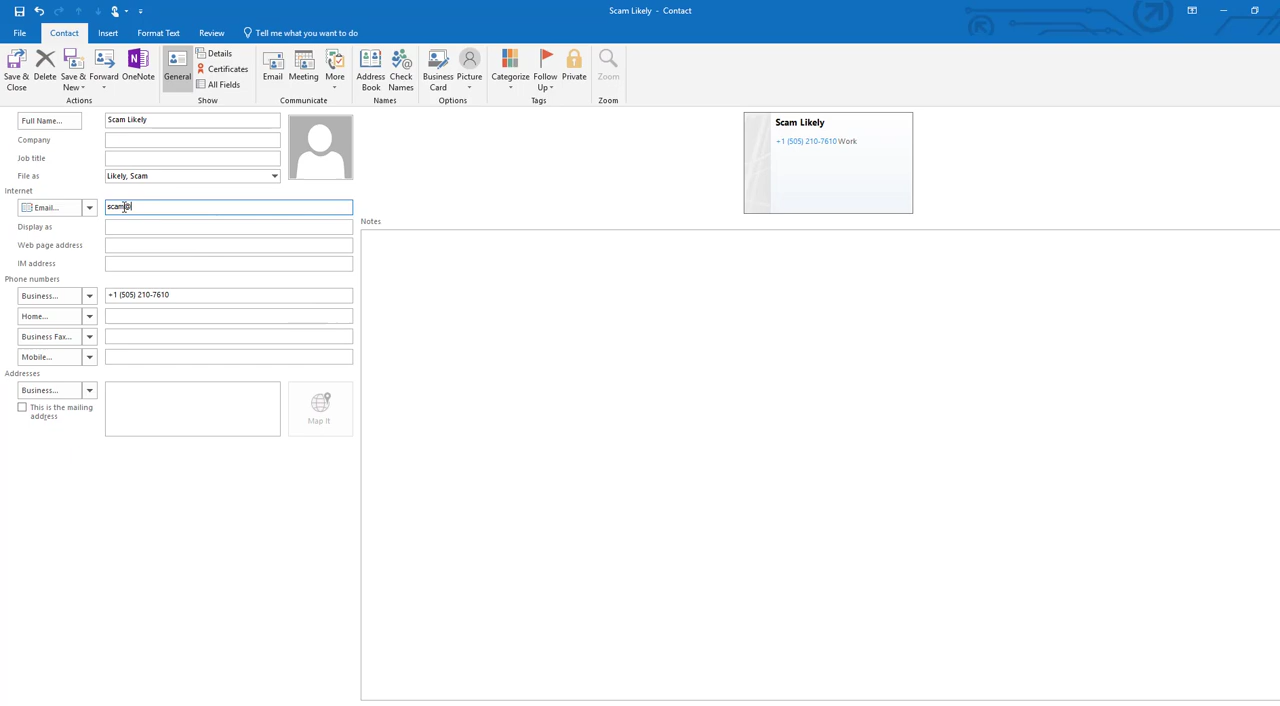 Scam Likely - Contact
File Contact Insert Format Text Review Tell me what you want to do
Save & Close
Delete
Save & New
Forward
OneNote
Actions
General
Details
Certificates
All Fields
Show
Email
Meeting
More
Communicate
Address Book
Check Names
Names
Business Card
Picture
Options
Categorize
Follow Up
Private
Tags
Zoom
Zoom
Full Name... Scam Likely
Company
Job title
File as Likely, Scam
Internet
Email... scam@
Display as
Web page address
IM address
Phone numbers
Business... +1 (505) 210-7610
Home...
Business Fax...
Mobile...
Addresses
Business...
This is the mailing
address
Map It
Scam Likely
+1 (505) 210-7610 Work
Notes